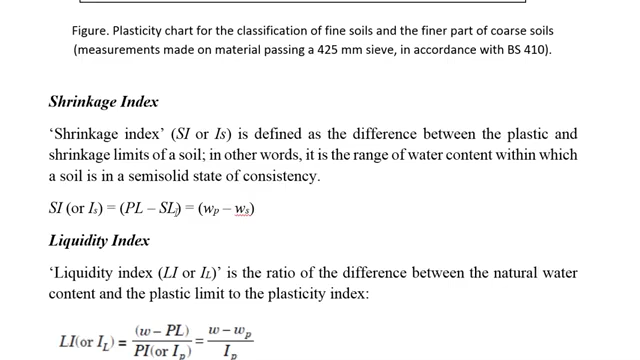 Figure. Plasticity chart for the classification of fine soils and the finer part of coarse soils
(measurements made on material passing a 425 mm sieve, in accordance with BS 410).
Shrinkage Index
‘Shrinkage index’ (SI or Is) is defined as the difference between the plastic and
shrinkage limits of a soil; in other words, it is the range of water content within which
a soil is in a semisolid state of consistency.
SI (or Is) = (PL – SL) = (wp – ws)
Liquidity Index
‘Liquidity index (LI or IL)’ is the ratio of the difference between the natural water
content and the plastic limit to the plasticity index:
LI(or IL) = (w – PL) / PI(or Ip) = w – wp / Ip